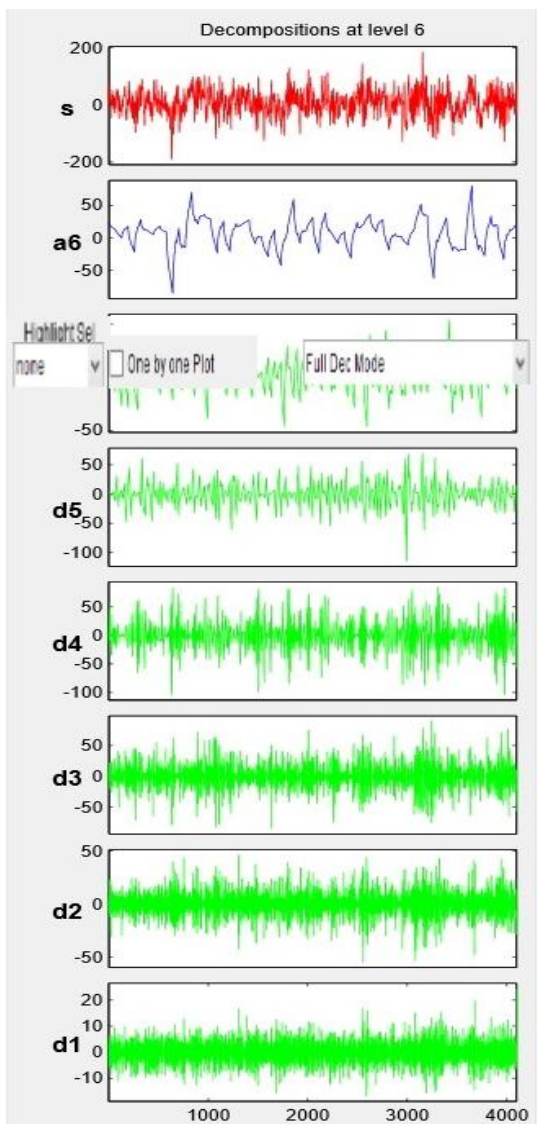 Decompositions at level 6
200
s 0
-200
50
a6 0
-50
Highlight Sel
none One by one Plot Full Dec Mode
-50
50
d5 0
-50
-100
50
d4 0
-50
-100
50
d3 0
-50
50
d2 0
-50
20
10
d1 0
-10
1000 2000 3000 4000